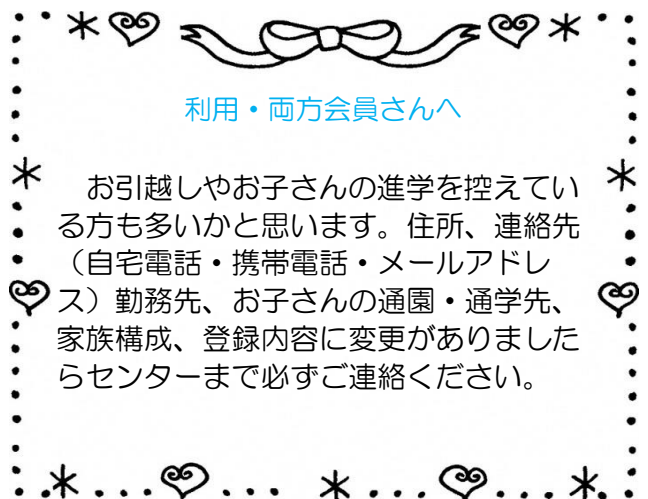 利用・両方会員さんへ
　お引越しやお子さんの進学を控えてい
る方も多いかと思います。住所、連絡先
（自宅電話・携帯電話・メールアドレ
ス）勤務先、お子さんの通園・通学先、
家族構成、登録内容に変更がありました
らセンターまで必ずご連絡ください。